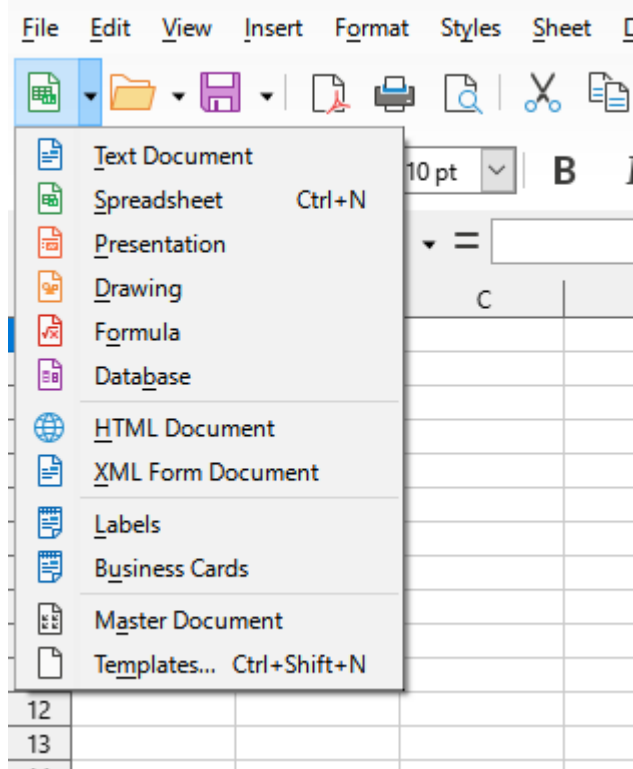 File Edit View Insert Format Styles Sheet
Text Document
Spreadsheet Ctrl+N
10 pt B
Presentation
Drawing
C
Formula
Database
HTML Document
XML Form Document
Labels
Business Cards
Master Document
Templates... Ctrl+Shift+N
12
13